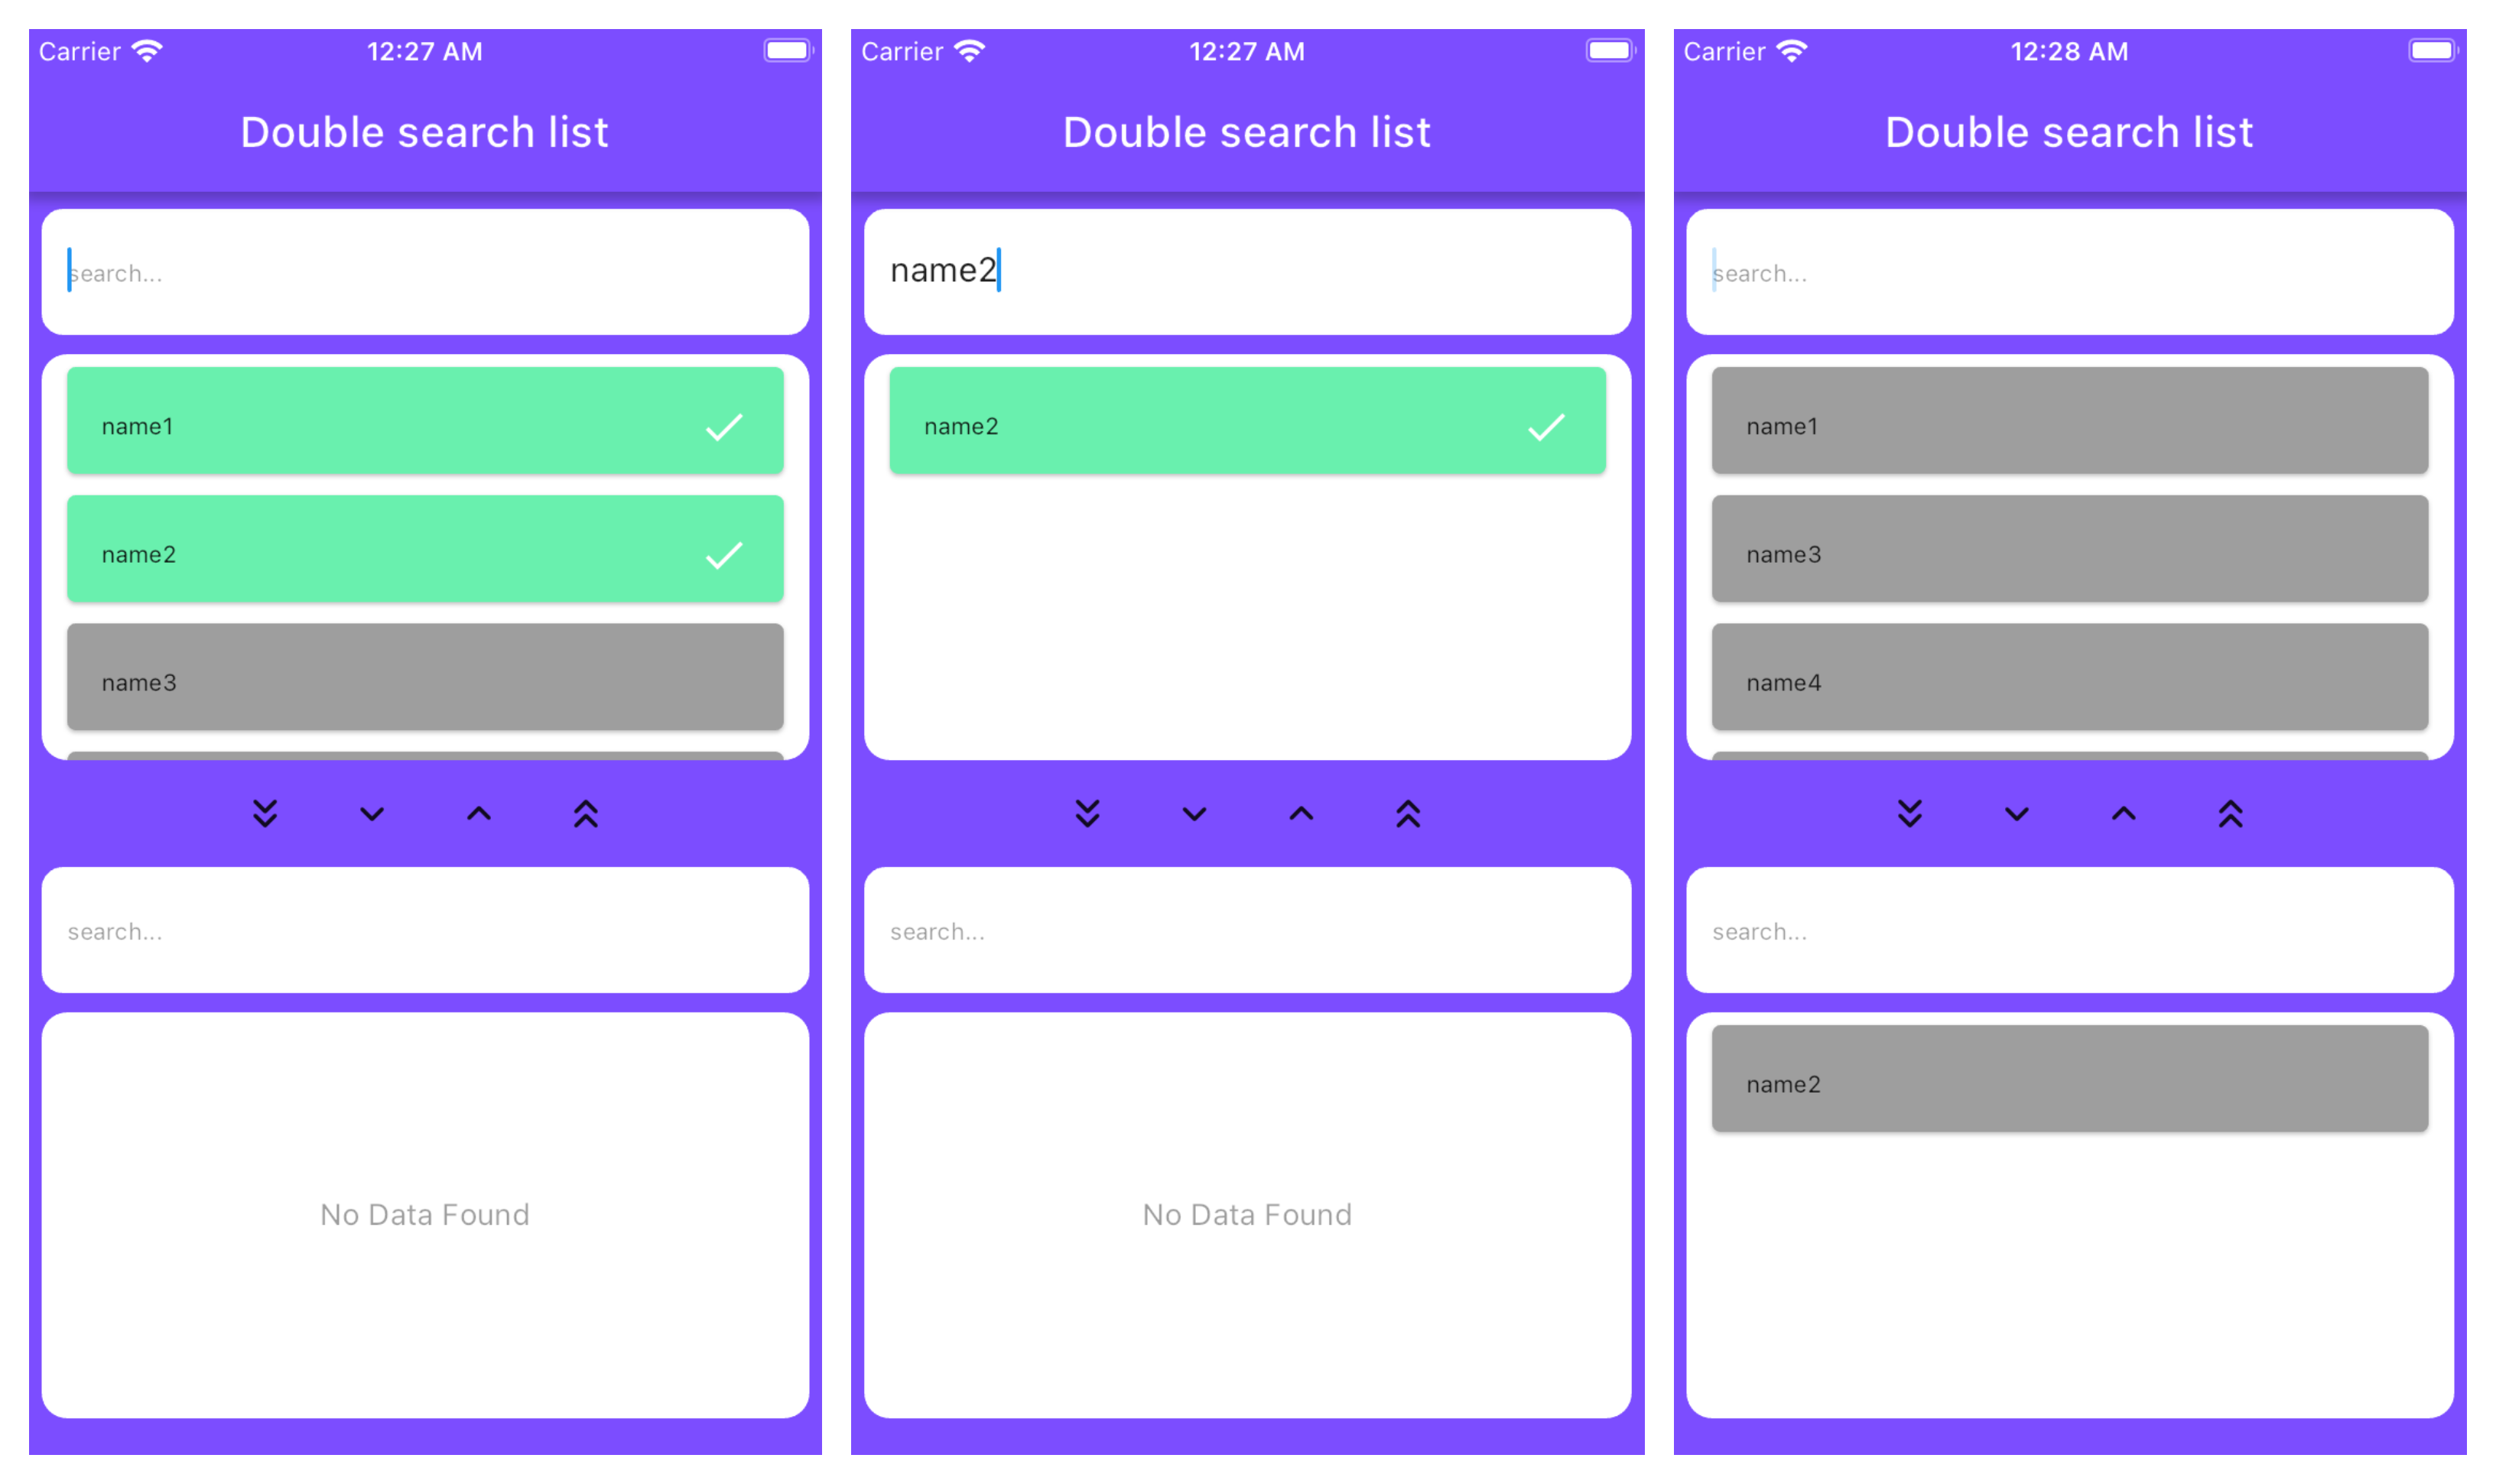 Carrier 12:27 AM
Double search list
search...
name1
name2
name3
search...
No Data Found
Carrier 12:27 AM
Double search list
name2
name2
search...
No Data Found
Carrier 12:28 AM
Double search list
search...
name1
name3
name4
search...
name2